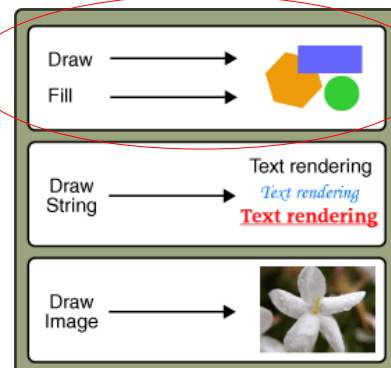 Draw
Fill
Draw
String
Text rendering
Text rendering
Text rendering
Draw
Image